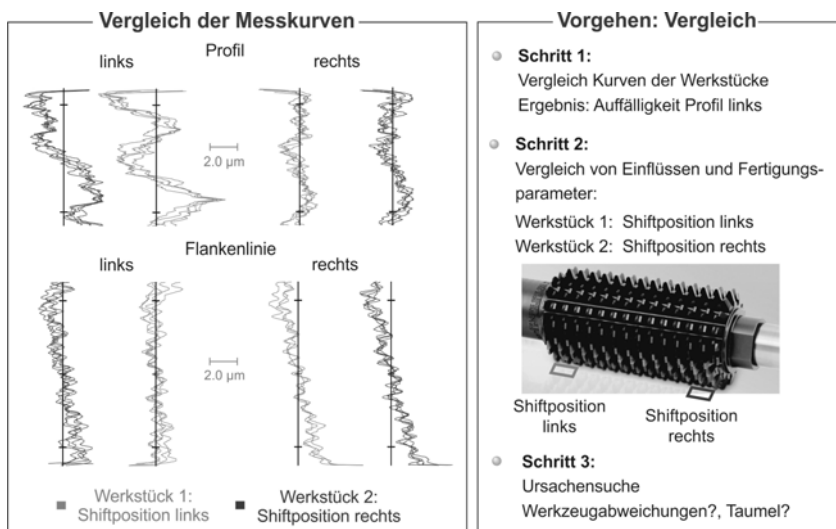 Vergleich der Messkurven
Profil
links
rechts
2.0 µm
Flankenlinie
links
rechts
2.0 µm
Werkstück 1:
Shiftposition links
Werkstück 2:
Shiftposition rechts
Vorgehen: Vergleich
Schritt 1:
Vergleich Kurven der Werkstücke
Ergebnis: Auffälligkeit Profil links
Schritt 2:
Vergleich von Einflüssen und Fertigungs-
parameter:
Werkstück 1: Shiftposition links
Werkstück 2: Shiftposition rechts
Shiftposition
links
Shiftposition
rechts
Schritt 3:
Ursachensuche
Werkzeugabweichungen?, Taumel?